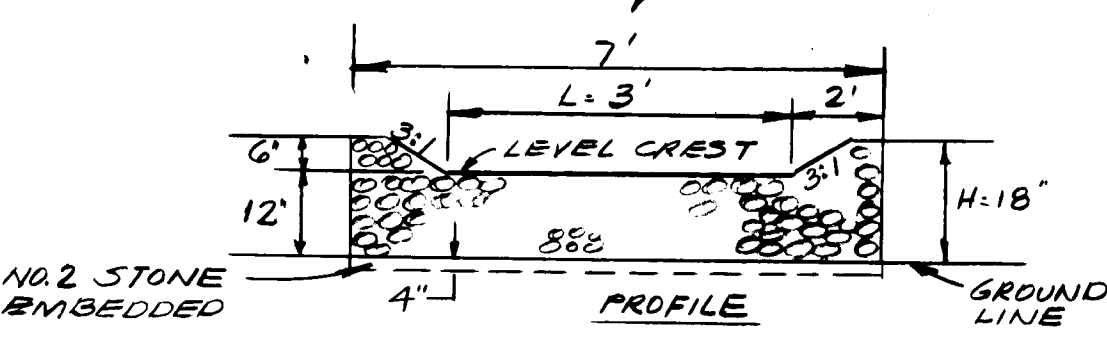 7'
L = 3'
2'
6"
3:1
LEVEL CREST
3:1
12"
H = 18"
NO. 2 STONE
EMBEDDED
4"
PROFILE
GROUND
LINE